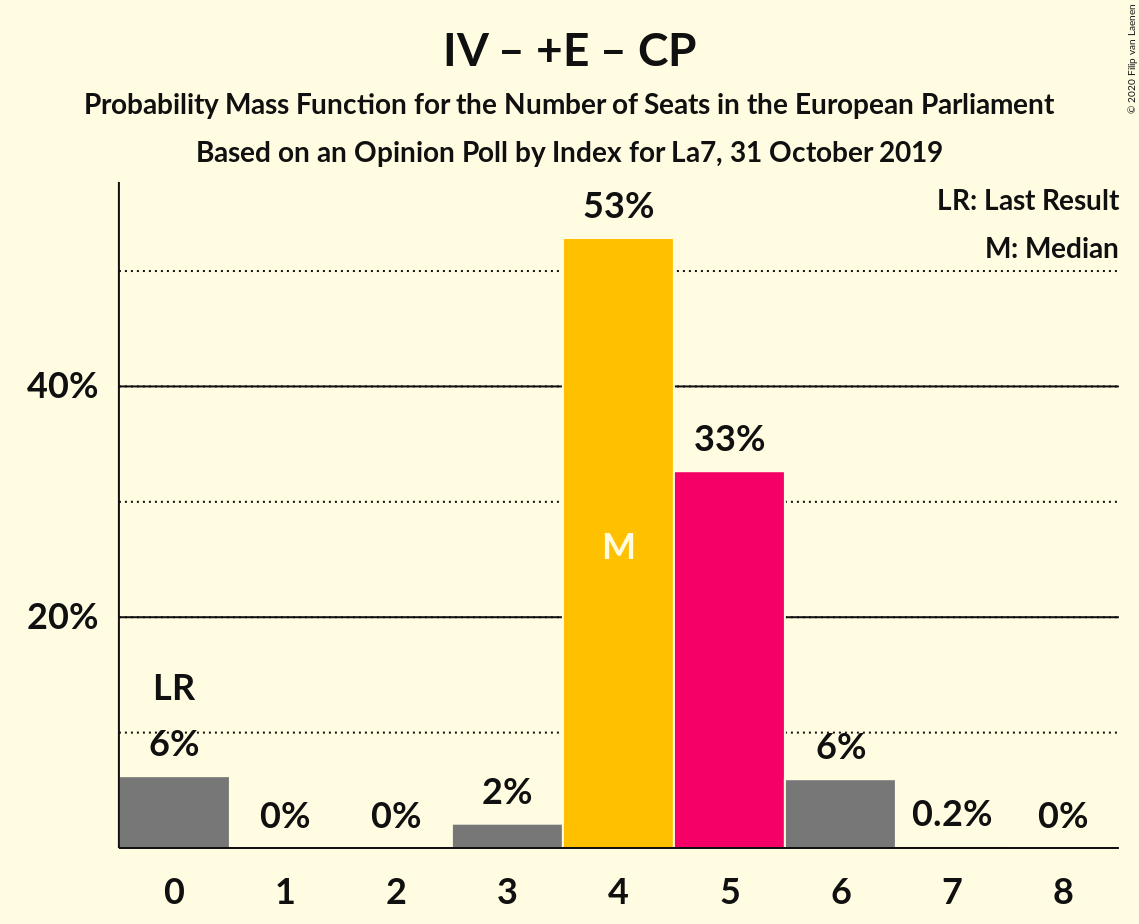 IV – +E – CP
Probability Mass Function for the Number of Seats in the European Parliament
Based on an Opinion Poll by Index for La7, 31 October 2019
© 2020 Filip van Laenen
LR: Last Result
M: Median
53%
40%
33%
M
20%
LR
6%
0%
0%
2%
6%
0.2%
0%
0 1 2 3 4 5 6 7 8